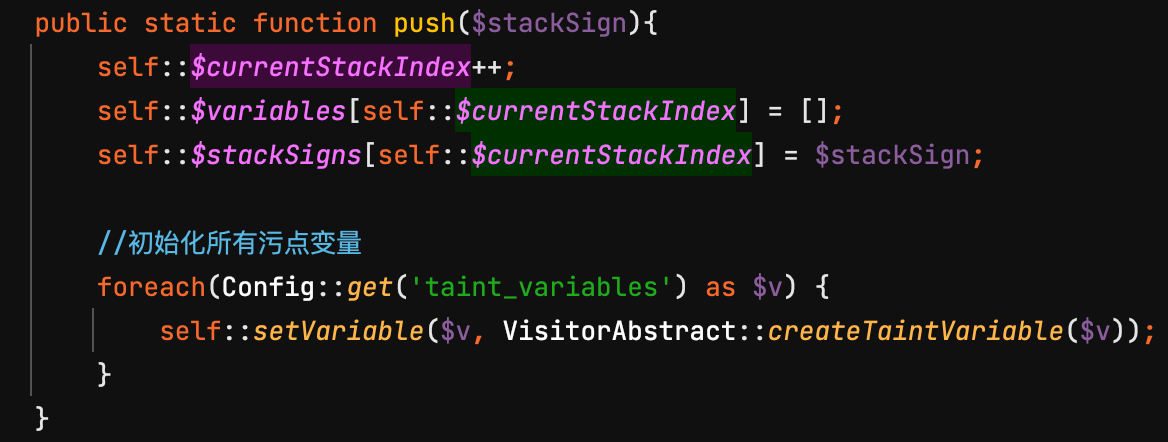 public static function push($stackSign){
self::$currentStackIndex++;
self::$variables[self::$currentStackIndex] = [];
self::$stackSigns[self::$currentStackIndex] = $stackSign;
//初始化所有污点变量
foreach(Config::get('taint_variables') as $v) {
self::setVariable($v, VisitorAbstract::createTaintVariable($v));
}
}